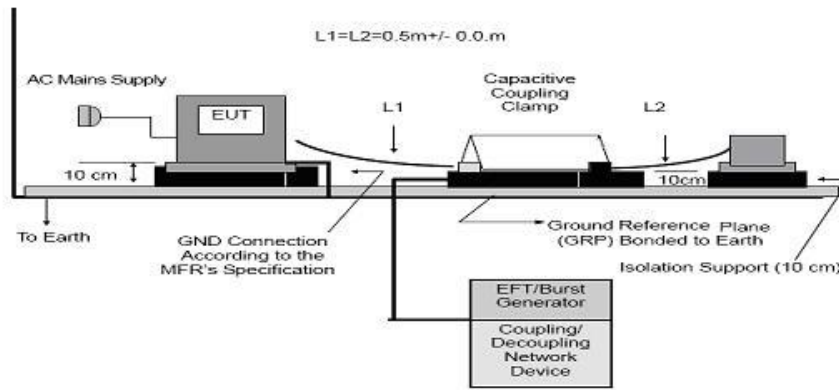 L1=L2=0.5m+/- 0.0.m
AC Mains Supply
EUT
L1
Capacitive
Coupling
Clamp
L2
10 cm
10cm
To Earth
GND Connection
According to the
MFR's Specification
Ground Reference Plane
(GRP) Bonded to Earth
Isolation Support (10 cm)
EFT/Burst
Generator
Coupling/
Decoupling
Network
Device